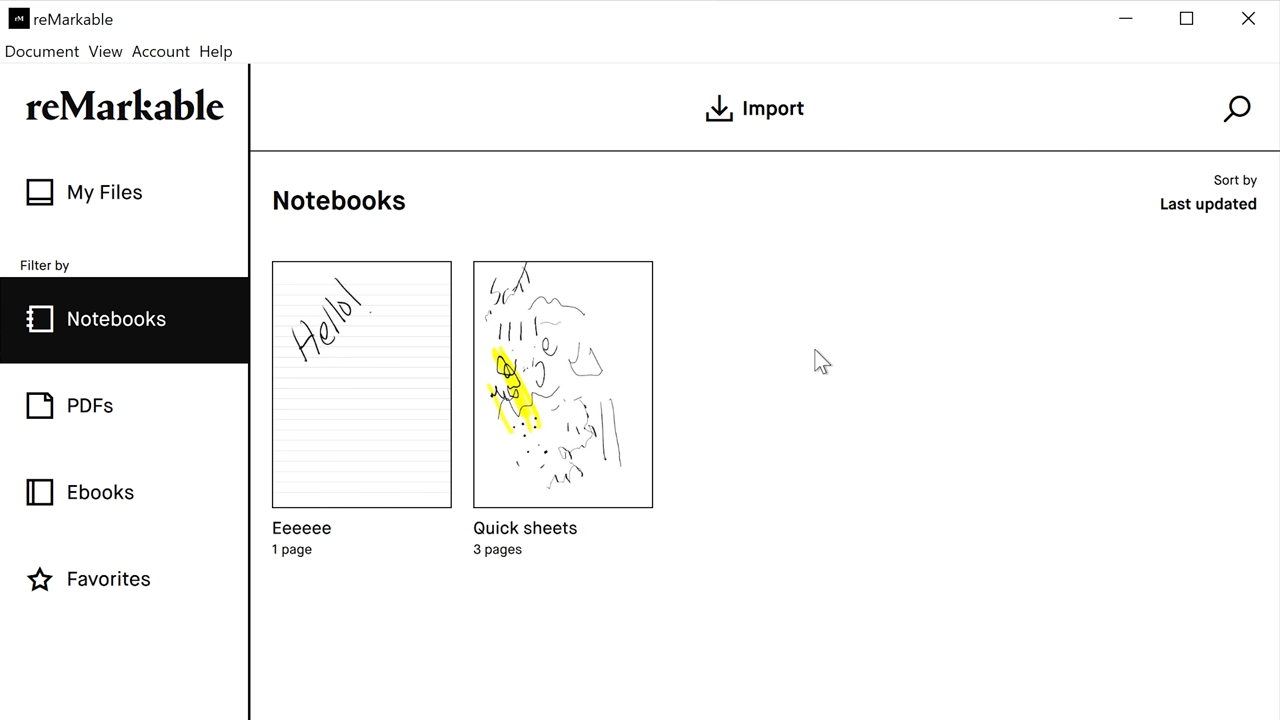 reMarkable
Document View Account Help
reMarkable
Import
My Files
Sort by
Notebooks
Last updated
Filter by
Notebooks
Hello!
PDFs
Ebooks
Eeeeee
Quick sheets
1 page
3 pages
Favorites